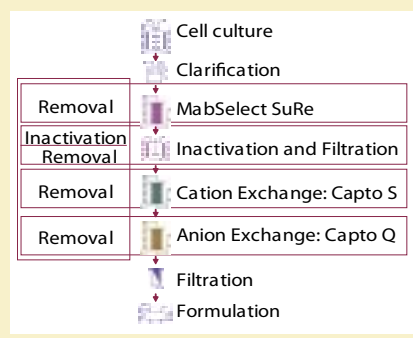 Cell culture
Clarification
Removal
MabSelect SuRe
Inactivation
Removal
Inactivation and Filtration
Removal
Cation Exchange: Capto S
Removal
Anion Exchange: Capto Q
Filtration
Formulation